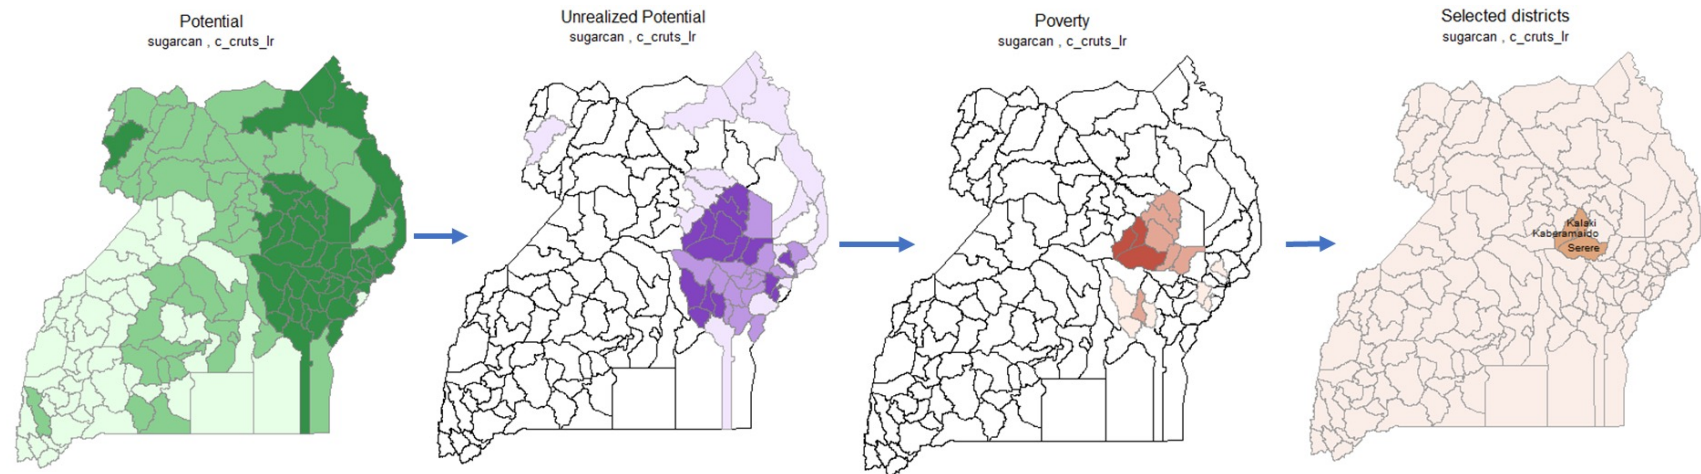 Potential
sugarcan , c_cruts_lr
Unrealized Potential
sugarcan , c_cruts_lr
Poverty
sugarcan , c_cruts_lr
Selected districts
sugarcan , c_cruts_lr
Kalaki
Kaberamaido
Serere